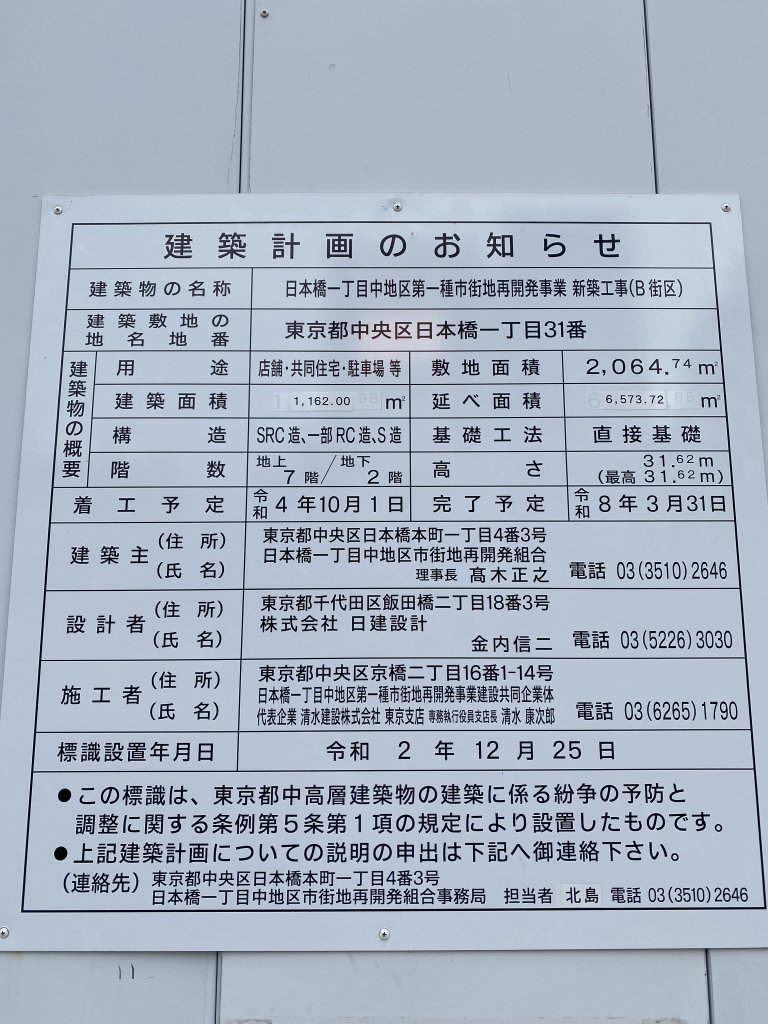 建築計画のお知らせ
建築物の名称 日本橋一丁目中地区第一種市街地再開発事業 新築工事(B街区)
建築敷地の地名地番 東京都中央区日本橋一丁目31番
建築物の概要
用途 店舗・共同住宅・駐車場 等 敷地面積 2,064.74㎡
建築面積 1,162.00㎡ 延べ面積 6,573.72㎡
構造 SRC造、一部RC造、S造 基礎工法 直接基礎
階数 地上7階/地下2階 高さ 31.62m
(最高31.62m)
着工予定 令和4年10月1日 完了予定 令和8年3月31日
建築主 (住所) 東京都中央区日本橋本町一丁目4番3号
(氏名) 日本橋一丁目中地区市街地再開発組合
理事長 髙木正之 電話 03(3510)2646
設計者 (住所) 東京都千代田区飯田橋二丁目18番3号
(氏名) 株式会社 日建設計
金内信二 電話 03(5226)3030
施工者 (住所) 東京都中央区京橋二丁目16番1-14号
(氏名) 日本橋一丁目中地区第一種市街地再開発事業建設共同企業体
代表企業 清水建設株式会社 東京支店 専務執行役員支店長 清水 康次郎 電話 03(6265)1790
標識設置年月日 令和 2 年 12 月 25 日
●この標識は、東京都中高層建築物の建築に係る紛争の予防と
調整に関する条例第5条第1項の規定により設置したものです。
●上記建築計画についての説明の申出は下記へ御連絡下さい。
(連絡先) 東京都中央区日本橋本町一丁目4番3号
日本橋一丁目中地区市街地再開発組合事務局 担当者 北島 電話 03(3510)2646